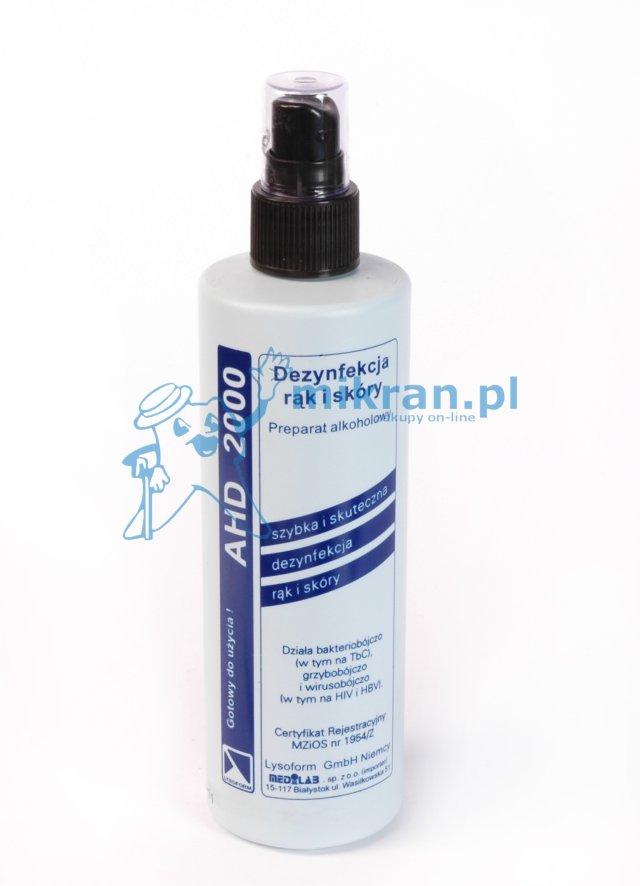 Dezynfekcja
rąk i skóry
Preparat alkoholowy
mikran.pl
zakupy on-line
szybka i skuteczna
dezynfekcja
rąk i skóry
Działa bakteriobójczo
(w tym na TbC),
grzybobójczo
i wirusobójczo
(w tym na HIV i HBV).
Certyfikat Rejestracyjny
MZiOS nr 1954/Z
Lysoform GmbH Niemcy
MEDILAB . sp. z o.o. (importer)
15-117 Białystok ul. Wasilkowska 51
AHD 2000
Gotowy do użycia !
LYSOFORM